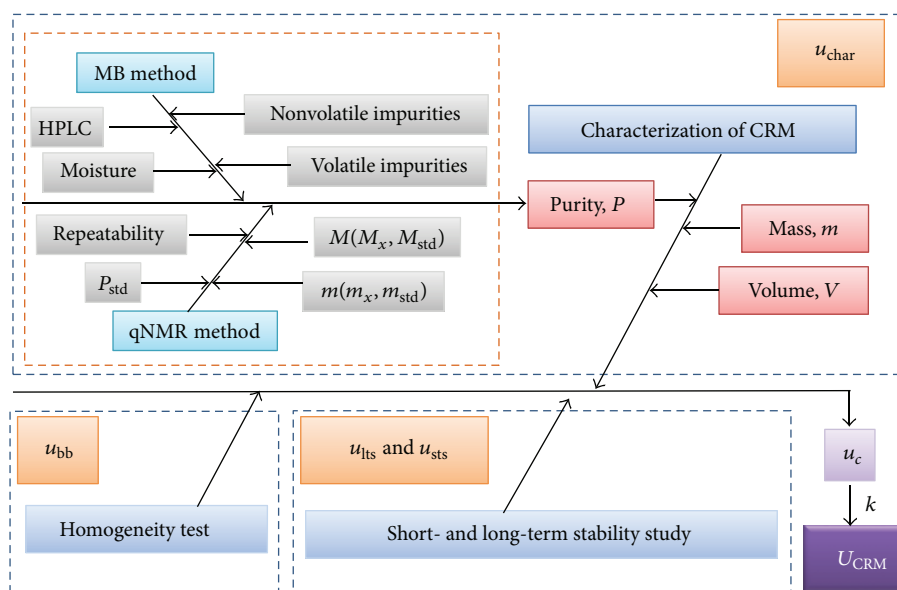 u_char
MB method
Nonvolatile impurities
HPLC
Characterization of CRM
Moisture
Volatile impurities
Purity, P
Repeatability
M(M_x, M_std)
Mass, m
P_std
m(m_x, m_std)
Volume, V
qNMR method
u_bb
u_lts and u_sts
u_c
Homogeneity test
Short- and long-term stability study
k
U_CRM